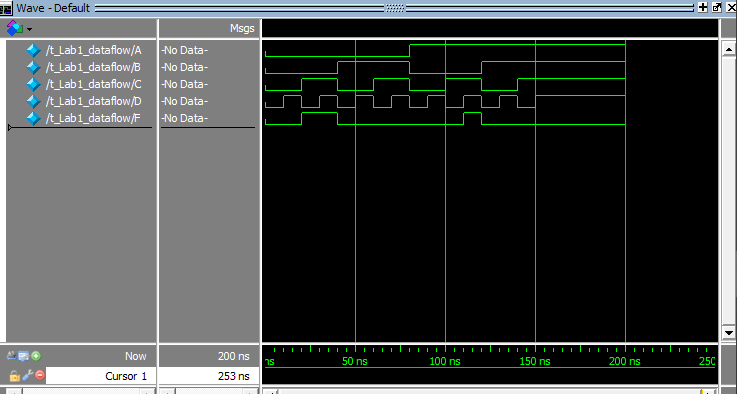 Wave - Default
Msgs
/t_Lab1_dataflow/A -No Data-
/t_Lab1_dataflow/B -No Data-
/t_Lab1_dataflow/C -No Data-
/t_Lab1_dataflow/D -No Data-
/t_Lab1_dataflow/F -No Data-
Now 200 ns
ns 50 ns 100 ns 150 ns 200 ns 250
Cursor 1 253 ns